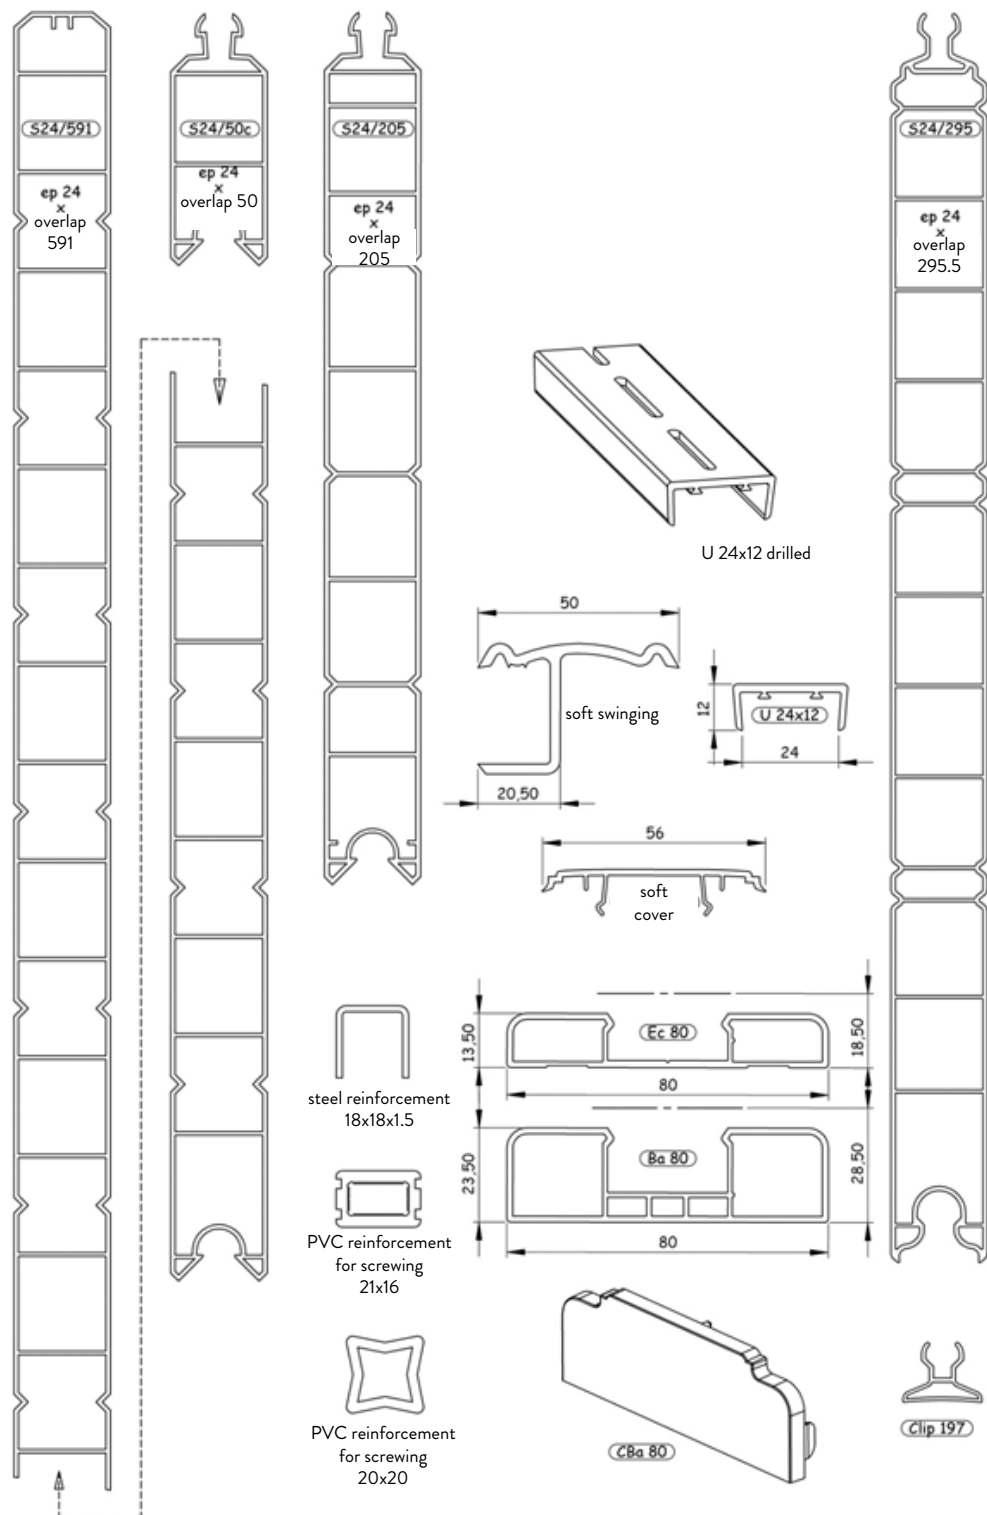 S24/591
ep 24
x
overlap
591
S24/50c
ep 24
x
overlap 50
S24/205
ep 24
x
overlap
205
S24/295
ep 24
x
overlap
295.5
U 24x12 drilled
50
soft swinging
20,50
12
U 24x12
24
56
soft
cover
steel reinforcement
18x18x1.5
13,50
Ec 80
18,50
80
23,50
Ba 80
28,50
80
PVC reinforcement
for screwing
21x16
PVC reinforcement
for screwing
20x20
CBa 80
Clip 197